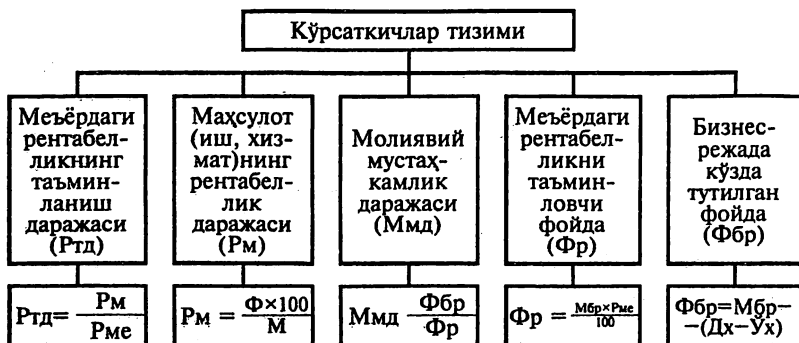 Кўрсаткичлар тизими
Меъёрдаги
рентабел-
ликнинг
таъмин-
ланиш
даражаси
(Ртд)
Маҳсулот
(иш, хиз-
мат)нинг
рентабел-
лик
даражаси
(Рм)
Молиявий
мустаҳ-
камлик
даражаси
(Ммд)
Меъёрдаги
рентабел-
ликни
таъмин-
ловчи
фойда
(Фр)
Бизнес-
режада
кўзда
тутилган
фойда
(Фбр)
Ртд= Рм
Рме
Рм = Ф×100
М
Ммд Фбр
Фр
Фр = Мбр×Рме
100
Фбр=Мбр−
−(Дх−Ўх)